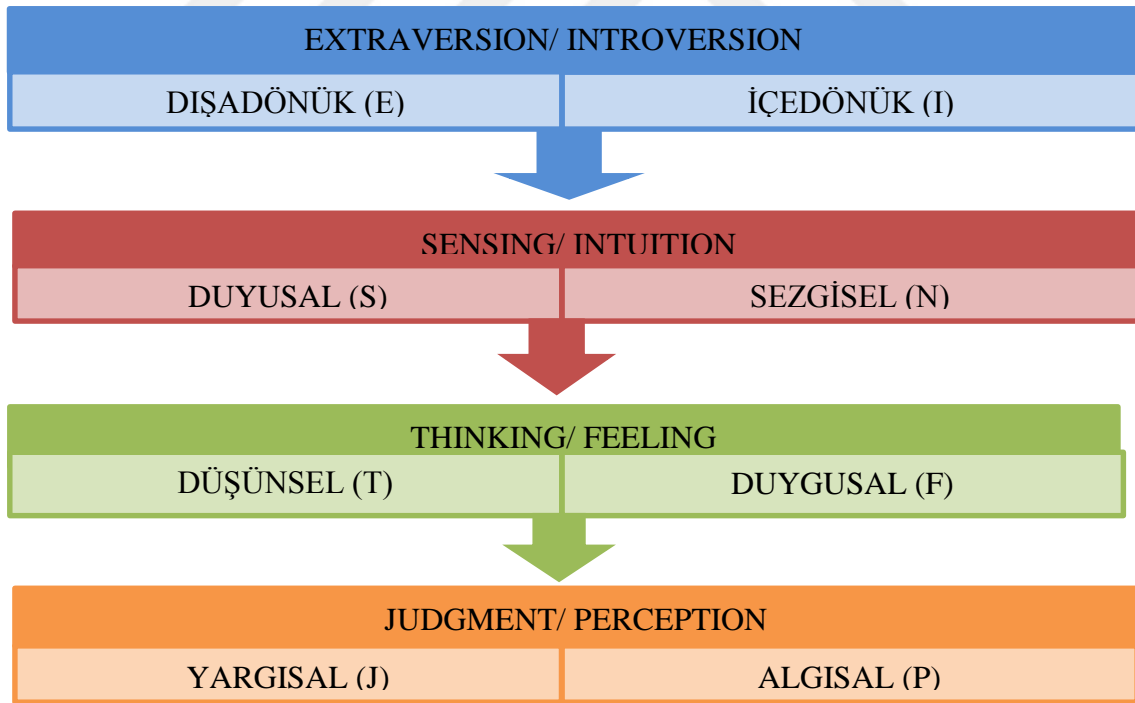 EXTRAVERSION/ INTROVERSION
DIŞADÖNÜK (E) İÇEDÖNÜK (I)
SENSING/ INTUITION
DUYUSAL (S) SEZGİSEL (N)
THINKING/ FEELING
DÜŞÜNSEL (T) DUYGUSAL (F)
JUDGMENT/ PERCEPTION
YARGISAL (J) ALGISAL (P)